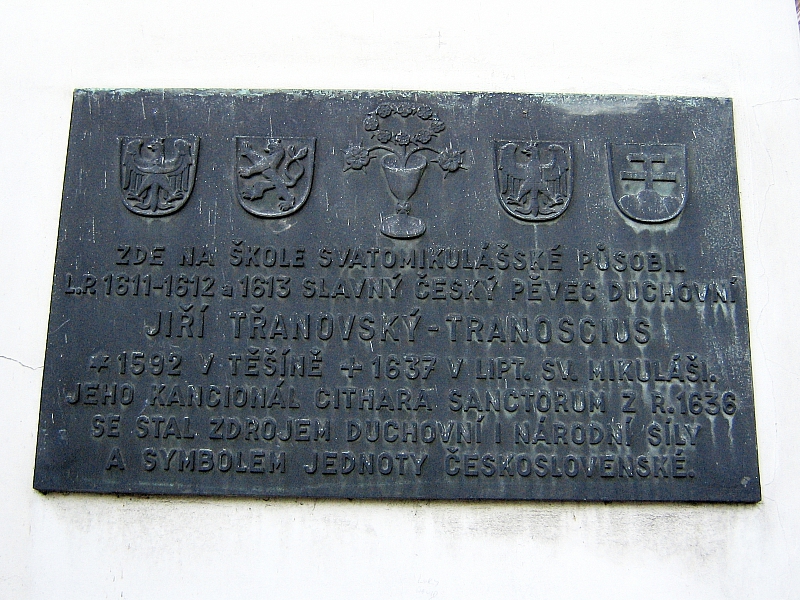 ZDE NA ŠKOLE SVATOMIKULÁŠSKÉ PŮSOBIL
L.P. 1611-1612 a 1613 SLAVNÝ ČESKÝ PĚVEC DUCHOVNÍ
JIŘÍ TŘANOVSKÝ-TRANOSCIUS
* 1592 V TĚŠÍNĚ + 1637 V LIPT. SV. MIKULÁŠI.
JEHO KANCIONÁL CITHARA SANCTORUM Z R. 1636
SE STAL ZDROJEM DUCHOVNÍ I NÁRODNÍ SÍLY
A SYMBOLEM JEDNOTY ČESKOSLOVENSKÉ.